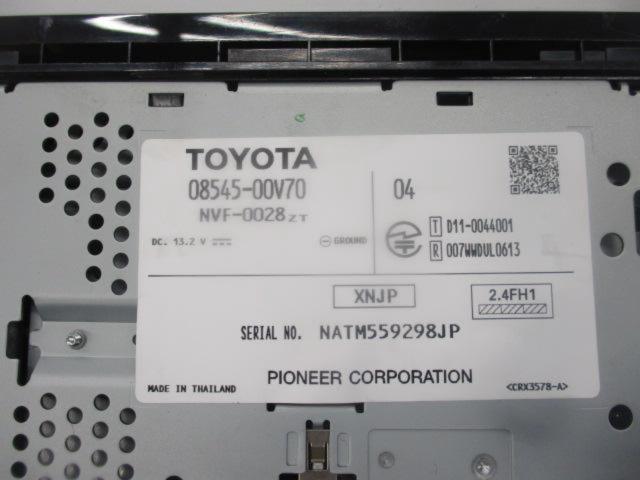 TOYOTA
08545-00V70
NVF-0028ZT
04
DC. 13.2 V
GROUND
T D11-0044001
R 007WWDUL0613
XNJP
2.4FH1
SERIAL NO. NATM559298JP
MADE IN THAILAND
PIONEER CORPORATION
<CRX3578-A>